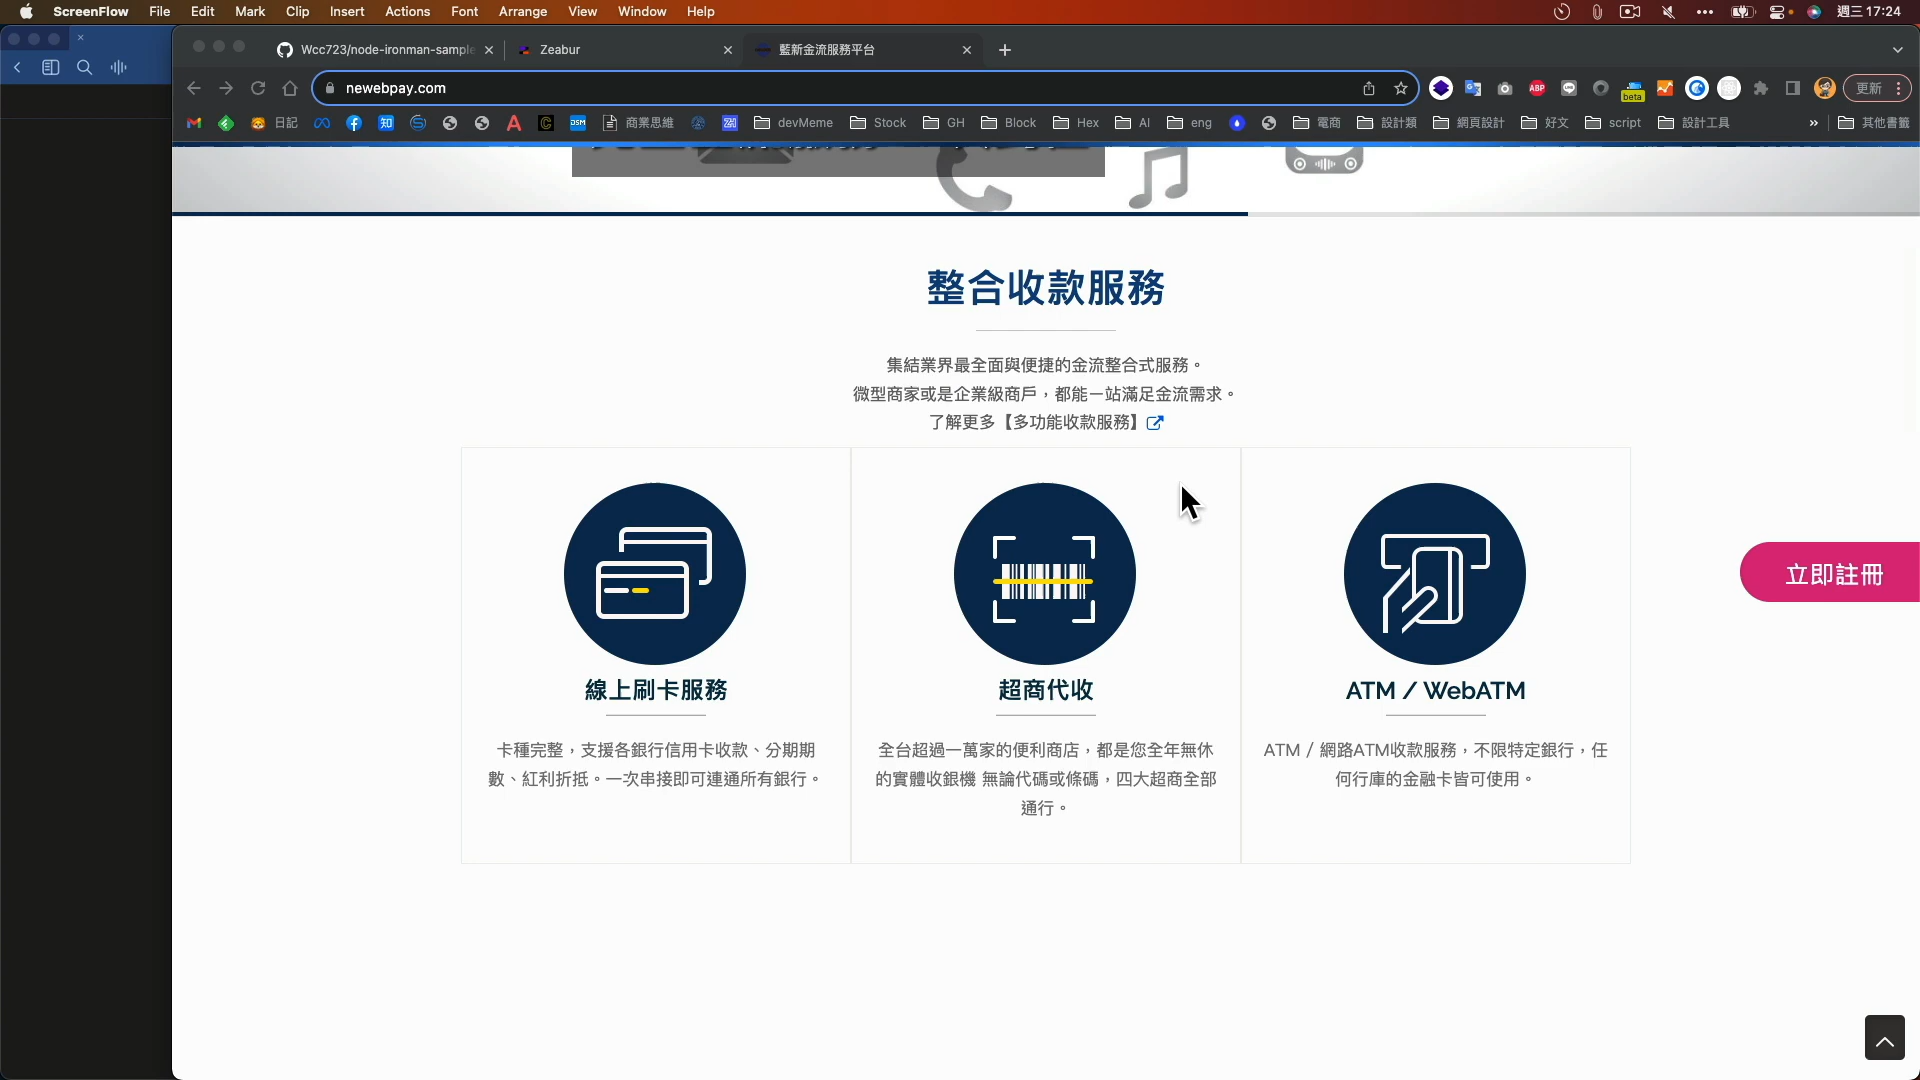 ScreenFlow File Edit Mark Clip Insert Actions Font Arrange View Window Help 週三17:24
Wcc723/node-ironman-sample Zeabur 藍新金流服務平台
newebpay.com ABP beta 更新
日記 知 DSM 商業思維 devMeme Stock GH Block Hex AI eng 電商 設計類 網頁設計 好文 script 設計工具 » 其他書籤
整合收款服務
集結業界最全面與便捷的金流整合式服務。
微型商家或是企業級商戶，都能一站滿足金流需求。
了解更多【多功能收款服務】
線上刷卡服務
卡種完整，支援各銀行信用卡收款、分期期
數、紅利折抵。一次串接即可連通所有銀行。
超商代收
全台超過一萬家的便利商店，都是您全年無休
的實體收銀機 無論代碼或條碼，四大超商全部
通行。
ATM / WebATM
ATM / 網路ATM收款服務，不限特定銀行，任
何行庫的金融卡皆可使用。
立即註冊